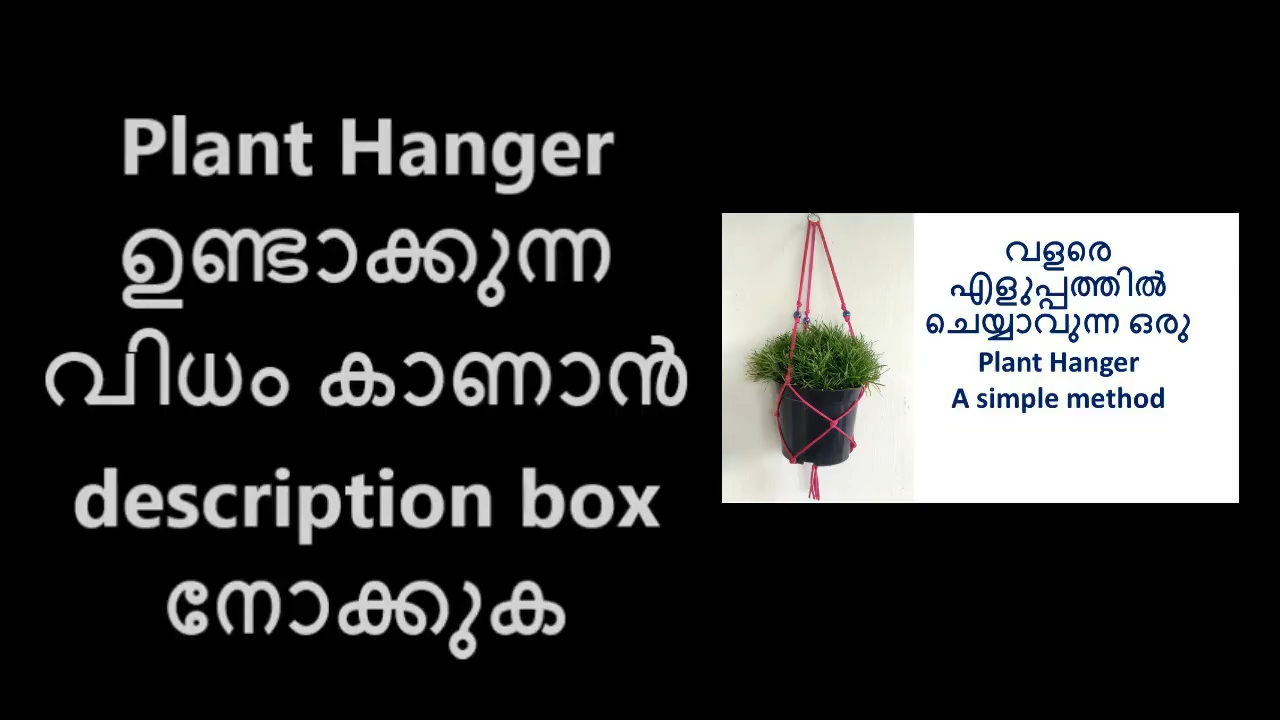 Plant Hanger
ഉണ്ടാക്കുന്ന
വിധം കാണാൻ
description box
നോക്കുക
വളരെ
എളുപ്പത്തിൽ
ചെയ്യാവുന്ന ഒരു
Plant Hanger
A simple method